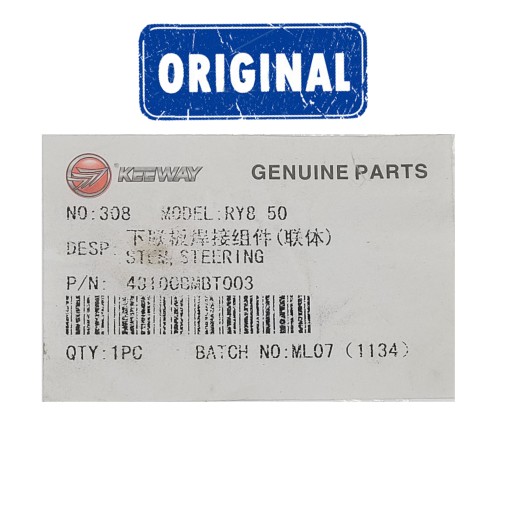 ORIGINAL
KEEWAY GENUINE PARTS
NO:308 MODEL:RY8 50
DESP: 下联板焊接组件(联体)
STEM,STEERING
P/N: 43100BMBT003
QTY:1PC BATCH NO:ML07 (1134)